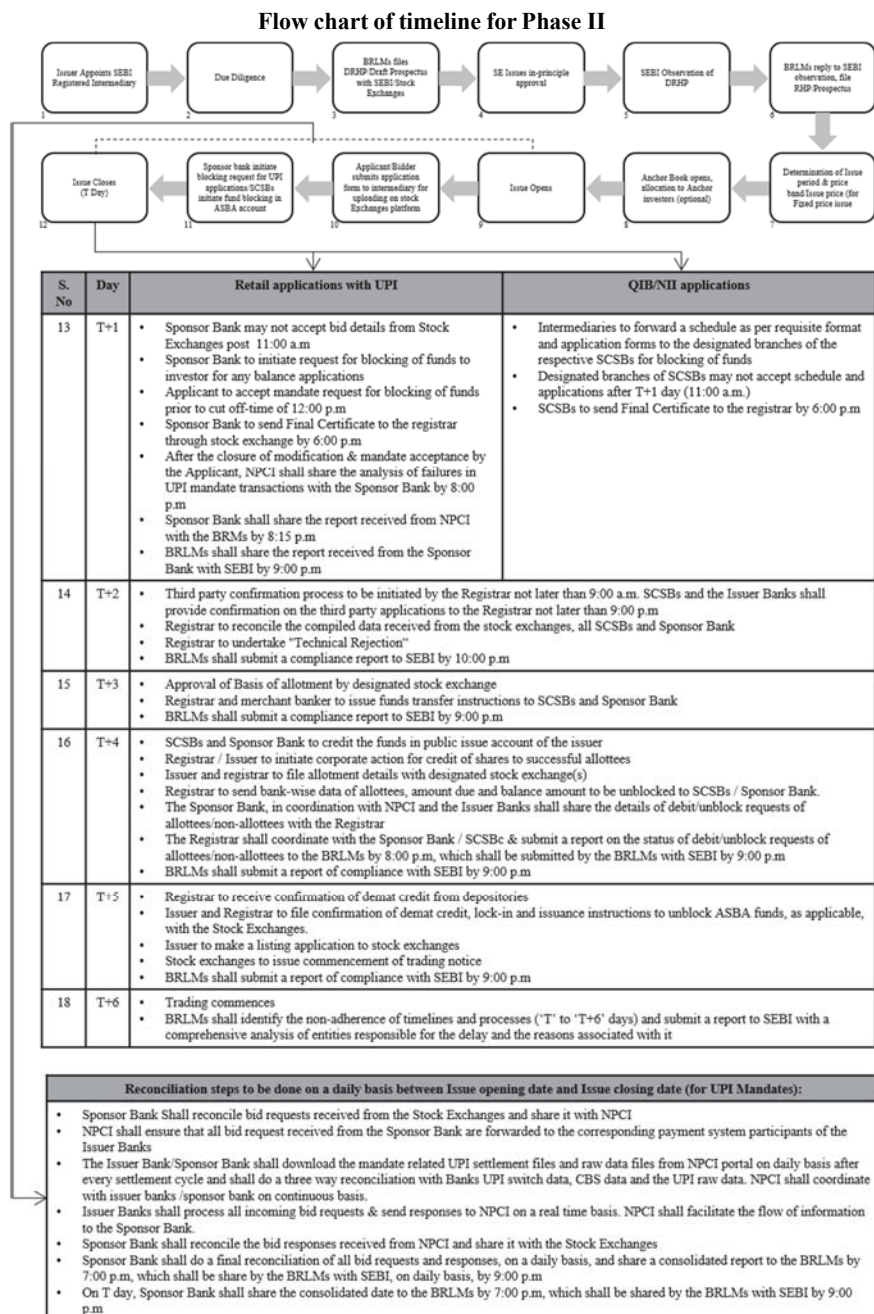 Flow chart of timeline for Phase II
Issuer Appoints SEBI
Registered Intermediary
1
Due Diligence
2
BRLMs files
DRHP/Draft Prospectus
with SEBI/Stock
Exchanges
3
SE Issues in-principle
approval
4
SEBI Observation of
DRHP
5
BRLMs reply to SEBI
observation, file
RHP/Prospectus
6
Issue Closes
(T Day)
12
Sponsor bank initiate
blocking request for UPI
applications/SCSBs
initiate fund blocking in
ASBA account
11
Applicant/Bidder
submits application
form to intermediary for
uploading on stock
Exchanges platform
10
Issue Opens
9
Anchor Book opens,
allocation to Anchor
investors (optional)
8
Determination of Issue
period & price
band/Issue price (for
Fixed price issue
7
S. No Day Retail applications with UPI QIB/NII applications
13 T+1
• Sponsor Bank may not accept bid details from Stock
Exchanges post 11:00 a.m
• Sponsor Bank to initiate request for blocking of funds to
investor for any balance applications
• Applicant to accept mandate request for blocking of funds
prior to cut off-time of 12:00 p.m
• Sponsor Bank to send Final Certificate to the registrar
through stock exchange by 6:00 p.m
• After the closure of modification & mandate acceptance by
the Applicant, NPCI shall share the analysis of failures in
UPI mandate transactions with the Sponsor Bank by 8:00
p.m
• Sponsor Bank shall share the report received from NPCI
with the BRMs by 8:15 p.m
• BRLMs shall share the report received from the Sponsor
Bank with SEBI by 9:00 p.m
• Intermediaries to forward a schedule as per requisite format
and application forms to the designated branches of the
respective SCSBs for blocking of funds
• Designated branches of SCSBs may not accept schedule and
applications after T+1 day (11:00 a.m.)
• SCSBs to send Final Certificate to the registrar by 6:00 p.m
14 T+2
• Third party confirmation process to be initiated by the Registrar not later than 9:00 a.m. SCSBs and the Issuer Banks shall
provide confirmation on the third party applications to the Registrar not later than 9:00 p.m
• Registrar to reconcile the compiled data received from the stock exchanges, all SCSBs and Sponsor Bank
• Registrar to undertake "Technical Rejection"
• BRLMs shall submit a compliance report to SEBI by 10:00 p.m
15 T+3
• Approval of Basis of allotment by designated stock exchange
• Registrar and merchant banker to issue funds transfer instructions to SCSBs and Sponsor Bank
• BRLMs shall submit a compliance report to SEBI by 9:00 p.m
16 T+4
• SCSBs and Sponsor Bank to credit the funds in public issue account of the issuer
• Registrar / Issuer to initiate corporate action for credit of shares to successful allottees
• Issuer and registrar to file allotment details with designated stock exchange(s)
• Registrar to send bank-wise data of allottees, amount due and balance amount to be unblocked to SCSBs / Sponsor Bank.
• The Sponsor Bank, in coordination with NPCI and the Issuer Banks shall share the details of debit/unblock requests of
allottees/non-allottees with the Registrar
• The Registrar shall coordinate with the Sponsor Bank / SCSBc & submit a report on the status of debit/unblock requests of
allottees/non-allottees to the BRLMs by 8:00 p.m, which shall be submitted by the BRLMs with SEBI by 9:00 p.m
• BRLMs shall submit a report of compliance with SEBI by 9:00 p.m
17 T+5
• Registrar to receive confirmation of demat credit from depositories
• Issuer and Registrar to file confirmation of demat credit, lock-in and issuance instructions to unblock ASBA funds, as applicable,
with the Stock Exchanges.
• Issuer to make a listing application to stock exchanges
• Stock exchanges to issue commencement of trading notice
• BRLMs shall submit a report of compliance with SEBI by 9:00 p.m
18 T+6
• Trading commences
• BRLMs shall identify the non-adherence of timelines and processes (‘T’ to ‘T+6’ days) and submit a report to SEBI with a
comprehensive analysis of entities responsible for the delay and the reasons associated with it
Reconciliation steps to be done on a daily basis between Issue opening date and Issue closing date (for UPI Mandates):
• Sponsor Bank Shall reconcile bid requests received from the Stock Exchanges and share it with NPCI
• NPCI shall ensure that all bid request received from the Sponsor Bank are forwarded to the corresponding payment system participants of the
Issuer Banks
• The Issuer Bank/Sponsor Bank shall download the mandate related UPI settlement files and raw data files from NPCI portal on daily basis after
every settlement cycle and shall do a three way reconciliation with Banks UPI switch data, CBS data and the UPI raw data. NPCI shall coordinate
with issuer banks /sponsor bank on continuous basis.
• Issuer Banks shall process all incoming bid requests & send responses to NPCI on a real time basis. NPCI shall facilitate the flow of information
to the Sponsor Bank.
• Sponsor Bank shall reconcile the bid responses received from NPCI and share it with the Stock Exchanges
• Sponsor Bank shall do a final reconciliation of all bid requests and responses, on a daily basis, and share a consolidated report to the BRLMs by
7:00 p.m, which shall be share by the BRLMs with SEBI, on daily basis, by 9:00 p.m
• On T day, Sponsor Bank shall share the consolidated date to the BRLMs by 7:00 p.m, which shall be shared by the BRLMs with SEBI by 9:00
p.m